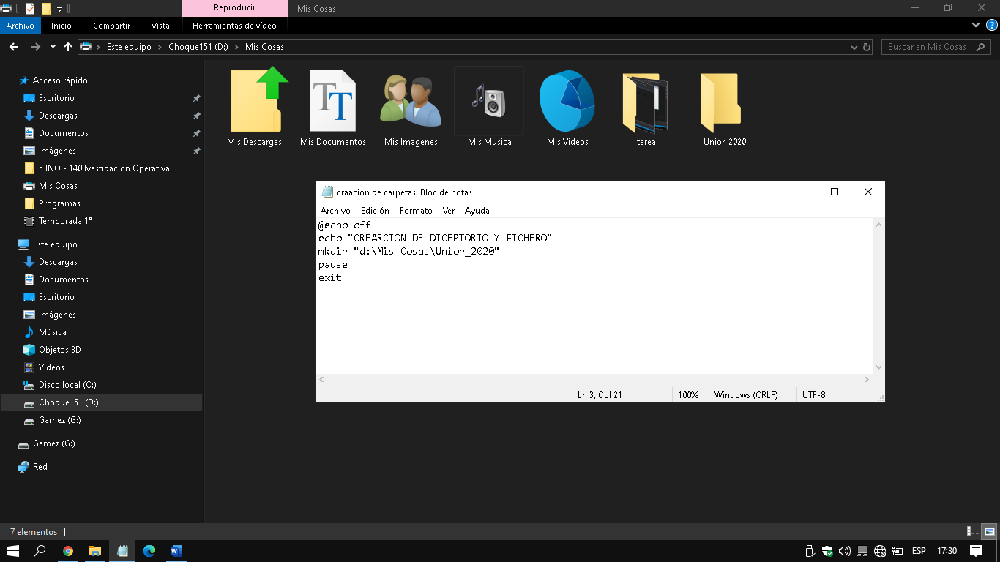 Reproducir
Mis Cosas
Archivo Inicio Compartir Vista Herramientas de vídeo
Este equipo Choque151 (D:) Mis Cosas
Buscar en Mis Cosas
Acceso rápido
Escritorio
Descargas
Documentos
Imágenes
5 INO - 140 Ivestigacion Operativa I
Mis Cosas
Programas
Temporada 1°
Este equipo
Descargas
Documentos
Escritorio
Imágenes
Música
Objetos 3D
Vídeos
Disco local (C:)
Choque151 (D:)
Gamez (G:)
Gamez (G:)
Red
TT
Mis Descargas Mis Documentos Mis Imagenes Mis Musica Mis Videos tarea Unior_2020
craacion de carpetas: Bloc de notas
Archivo Edición Formato Ver Ayuda
@echo off
echo "CREARCION DE DICEPTORIO Y FICHERO"
mkdir "d:\Mis Cosas\Unior_2020"
pause
exit
Ln 3, Col 21 100% Windows (CRLF) UTF-8
7 elementos
ESP 17:30